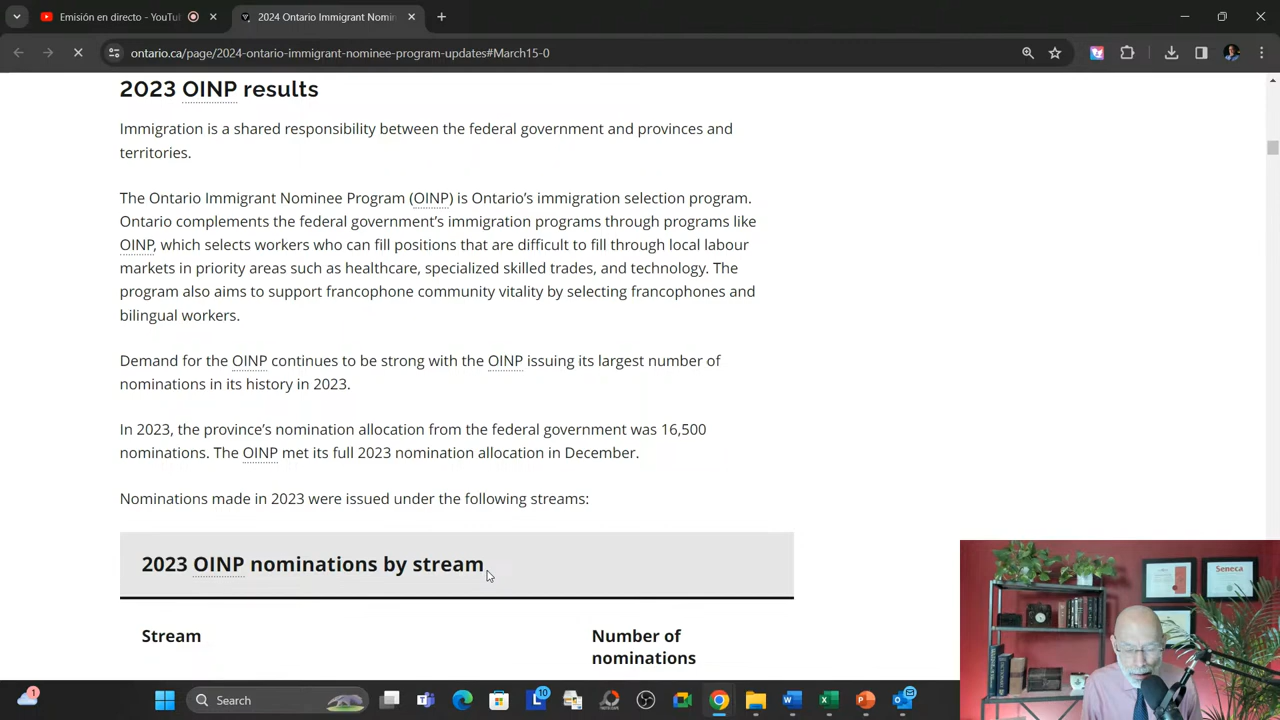 Emisión en directo - YouTu
2024 Ontario Immigrant Nomin
ontario.ca/page/2024-ontario-immigrant-nominee-program-updates#March15-0
2023 OINP results
Immigration is a shared responsibility between the federal government and provinces and
territories.
The Ontario Immigrant Nominee Program (OINP) is Ontario’s immigration selection program.
Ontario complements the federal government’s immigration programs through programs like
OINP, which selects workers who can fill positions that are difficult to fill through local labour
markets in priority areas such as healthcare, specialized skilled trades, and technology. The
program also aims to support francophone community vitality by selecting francophones and
bilingual workers.
Demand for the OINP continues to be strong with the OINP issuing its largest number of
nominations in its history in 2023.
In 2023, the province’s nomination allocation from the federal government was 16,500
nominations. The OINP met its full 2023 nomination allocation in December.
Nominations made in 2023 were issued under the following streams:
2023 OINP nominations by stream
Stream
Number of
nominations
Seneca
1
Search
10